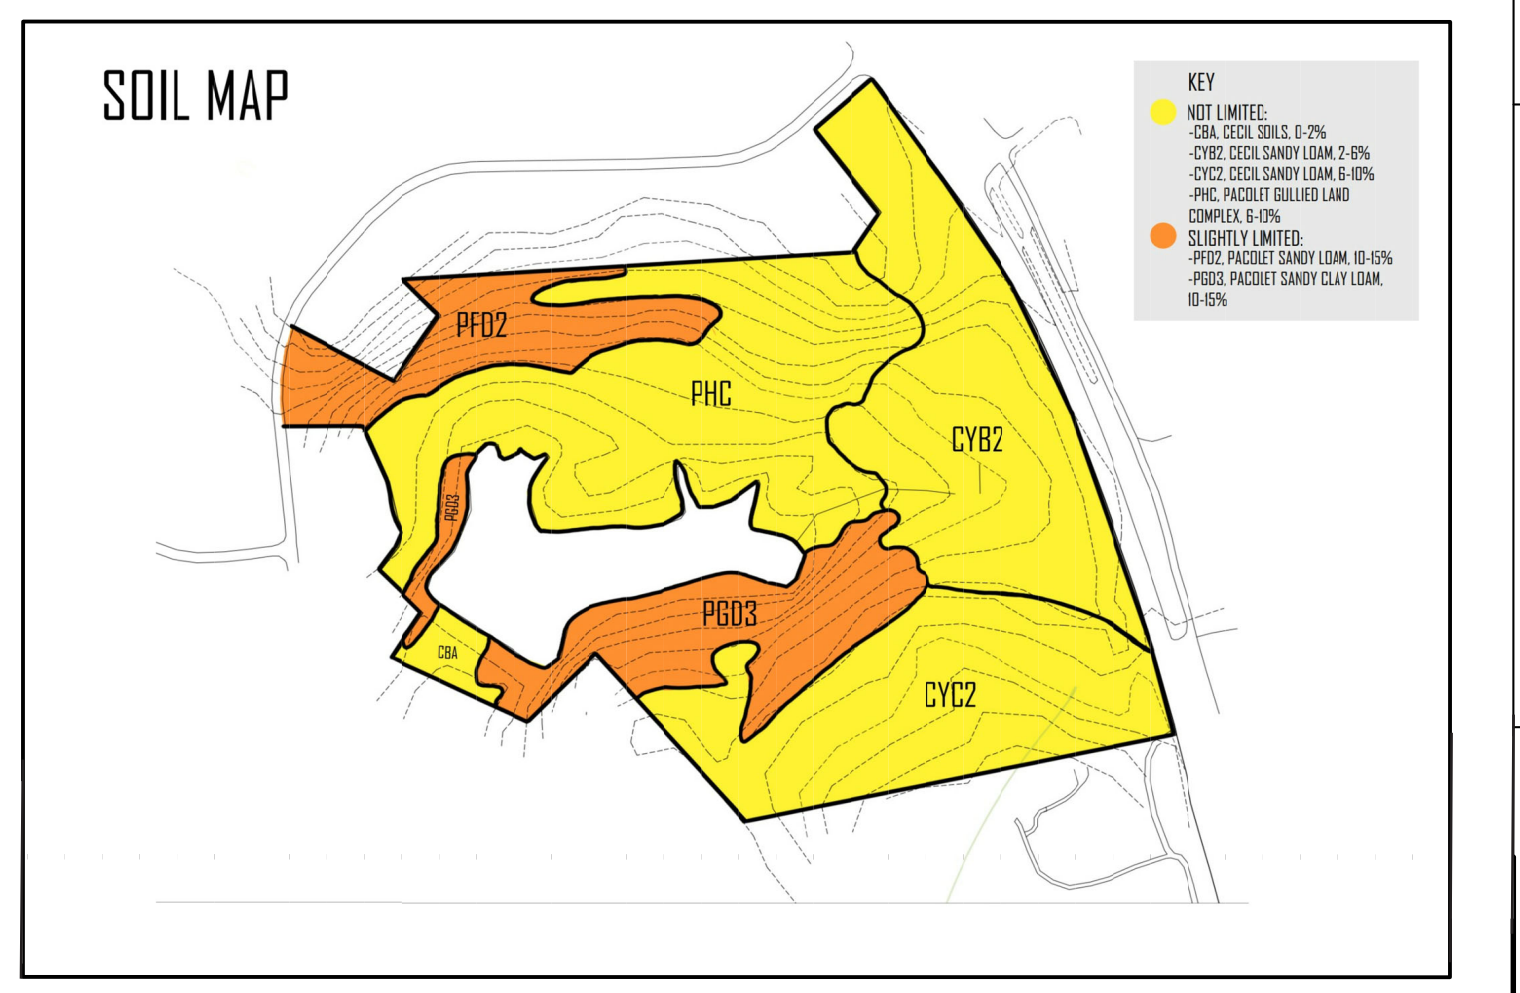 SOIL MAP
KEY
NOT LIMITED:
-CBA, CECIL SOILS, 0-2%
-CYB2, CECIL SANDY LOAM, 2-6%
-CYC2, CECIL SANDY LOAM, 6-10%
-PHC, PACOLET GULLIED LAND
COMPLEX, 6-10%
SLIGHTLY LIMITED:
-PFD2, PACOLET SANDY LOAM, 10-15%
-PGD3, PACOLET SANDY CLAY LOAM,
10-15%
PFD2
PHC
CYB2
PGD3
PGD3
CBA
CYC2